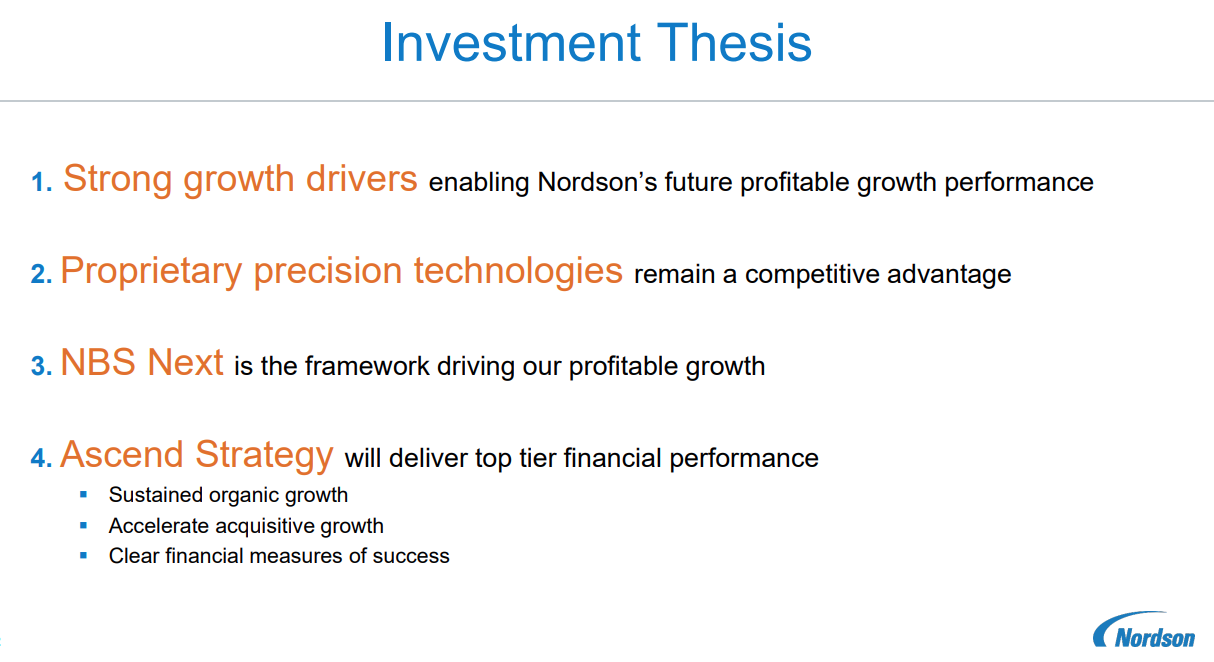 Investment Thesis
1. Strong growth drivers enabling Nordson’s future profitable growth performance
2. Proprietary precision technologies remain a competitive advantage
3. NBS Next is the framework driving our profitable growth
4. Ascend Strategy will deliver top tier financial performance
▪ Sustained organic growth
▪ Accelerate acquisitive growth
▪ Clear financial measures of success
Nordson